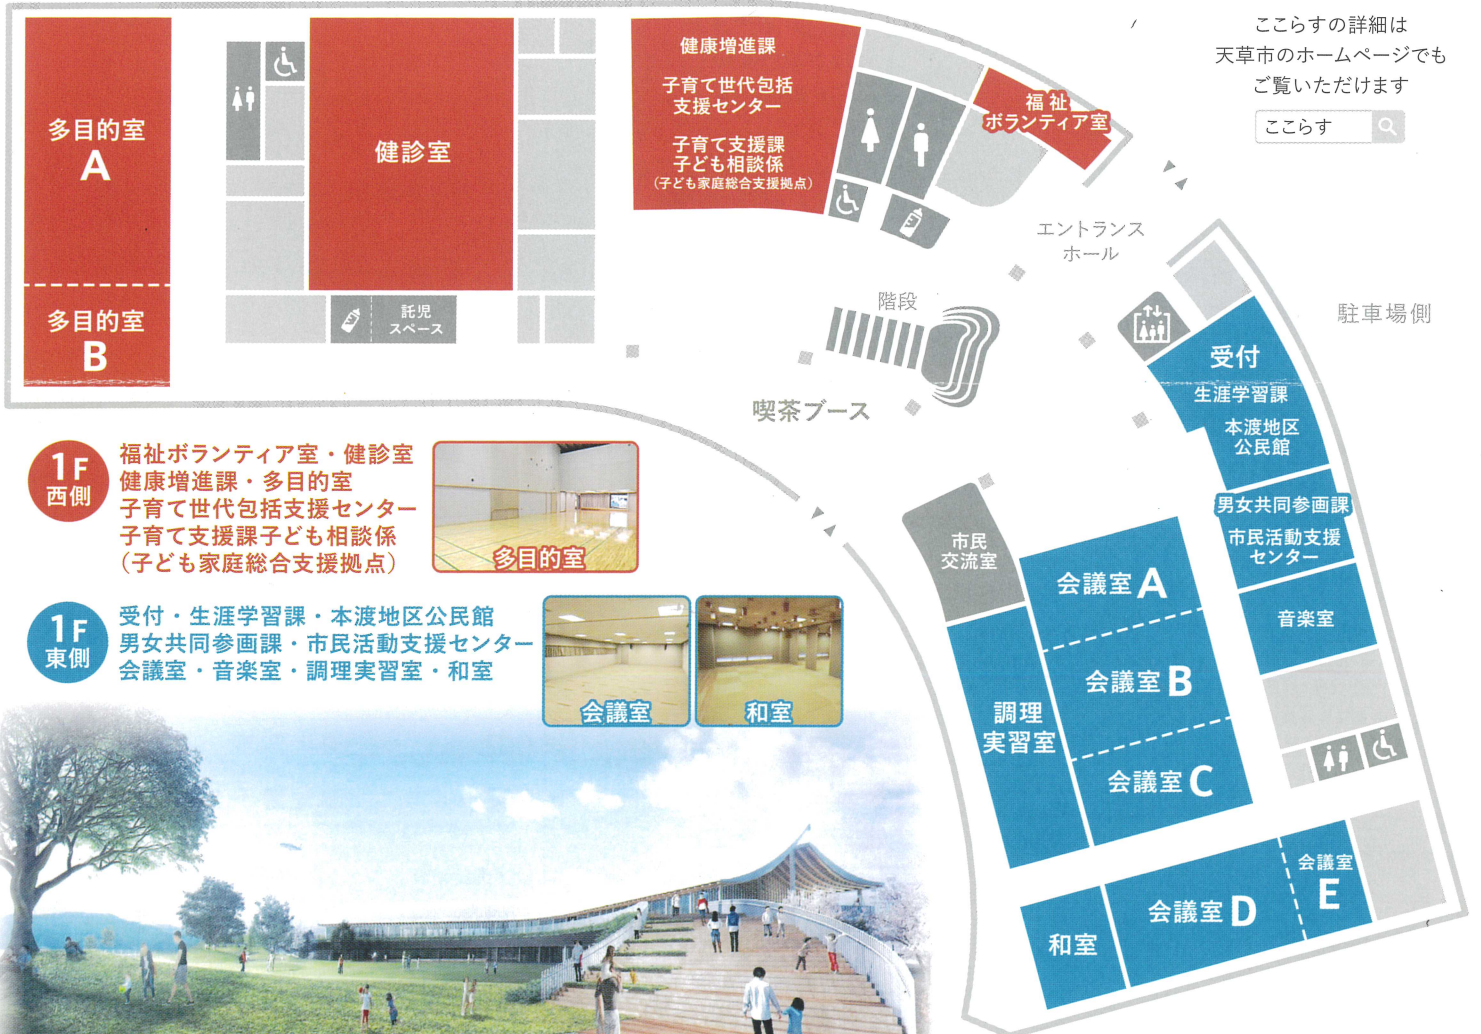 ここらすの詳細は
天草市のホームページでも
ご覧いただけます
ここらす
多目的室
A
多目的室
B
健診室
託児
スペース
健康増進課
子育て世代包括
支援センター
子育て支援課
子ども相談係
（子ども家庭総合支援拠点）
福祉
ボランティア室
エントランス
ホール
階段
喫茶ブース
駐車場側
受付
生涯学習課
本渡地区
公民館
男女共同参画課
市民活動支援
センター
音楽室
市民
交流室
会議室 A
会議室 B
会議室 C
調理
実習室
和室
会議室 D
会議室
E
1F
西側
福祉ボランティア室・健診室
健康増進課・多目的室
子育て世代包括支援センター
子育て支援課子ども相談係
（子ども家庭総合支援拠点）
多目的室
1F
東側
受付・生涯学習課・本渡地区公民館
男女共同参画課・市民活動支援センター
会議室・音楽室・調理実習室・和室
会議室
和室